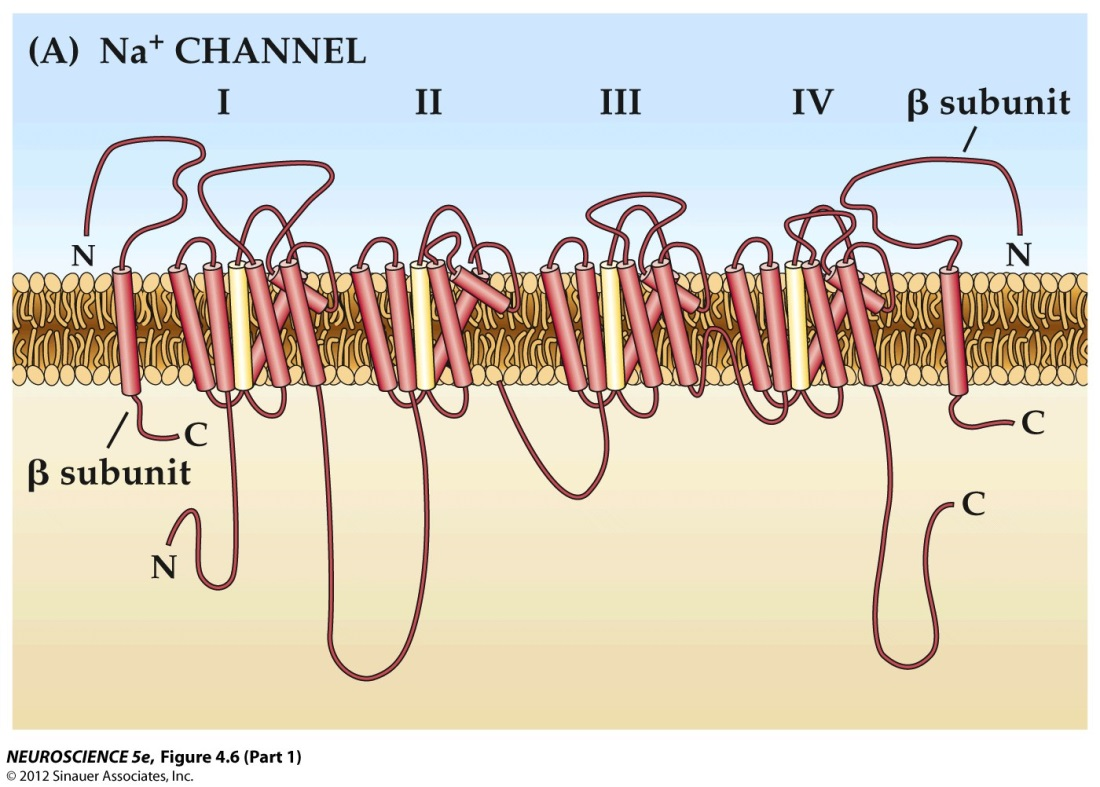 (A) Na⁺ CHANNEL
I II III IV β subunit
N N
C C
β subunit
C
N
NEUROSCIENCE 5e, Figure 4.6 (Part 1)
© 2012 Sinauer Associates, Inc.